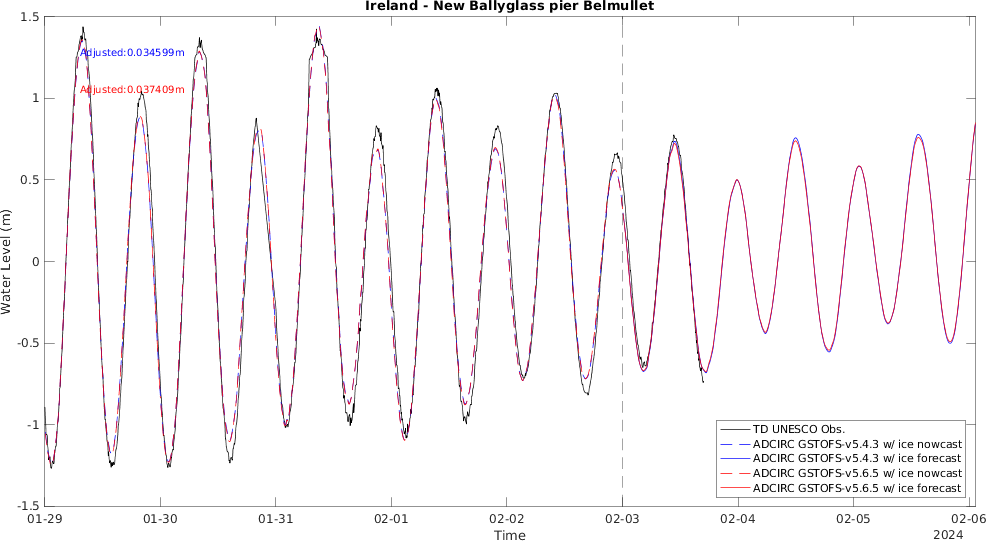 Ireland - New Ballyglass pier Belmullet
Adjusted:0.034599m
Adjusted:0.037409m
Water Level (m)
1.5
1
0.5
0
-0.5
-1
-1.5
TD UNESCO Obs.
ADCIRC GSTOFS-v5.4.3 w/ ice nowcast
ADCIRC GSTOFS-v5.4.3 w/ ice forecast
ADCIRC GSTOFS-v5.6.5 w/ ice nowcast
ADCIRC GSTOFS-v5.6.5 w/ ice forecast
01-29 01-30 01-31 02-01 02-02 02-03 02-04 02-05 02-06
Time
2024